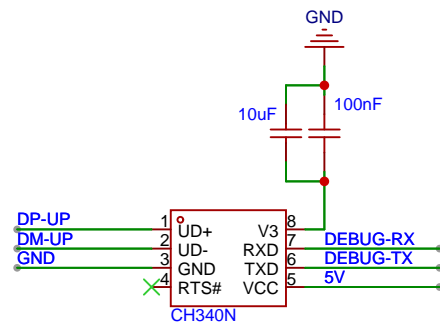 GND
10uF 100nF
DP-UP 1 UD+ V3 8
DM-UP 2 UD- RXD 7 DEBUG-RX
GND 3 GND TXD 6 DEBUG-TX
4 RTS# VCC 5 5V
CH340N